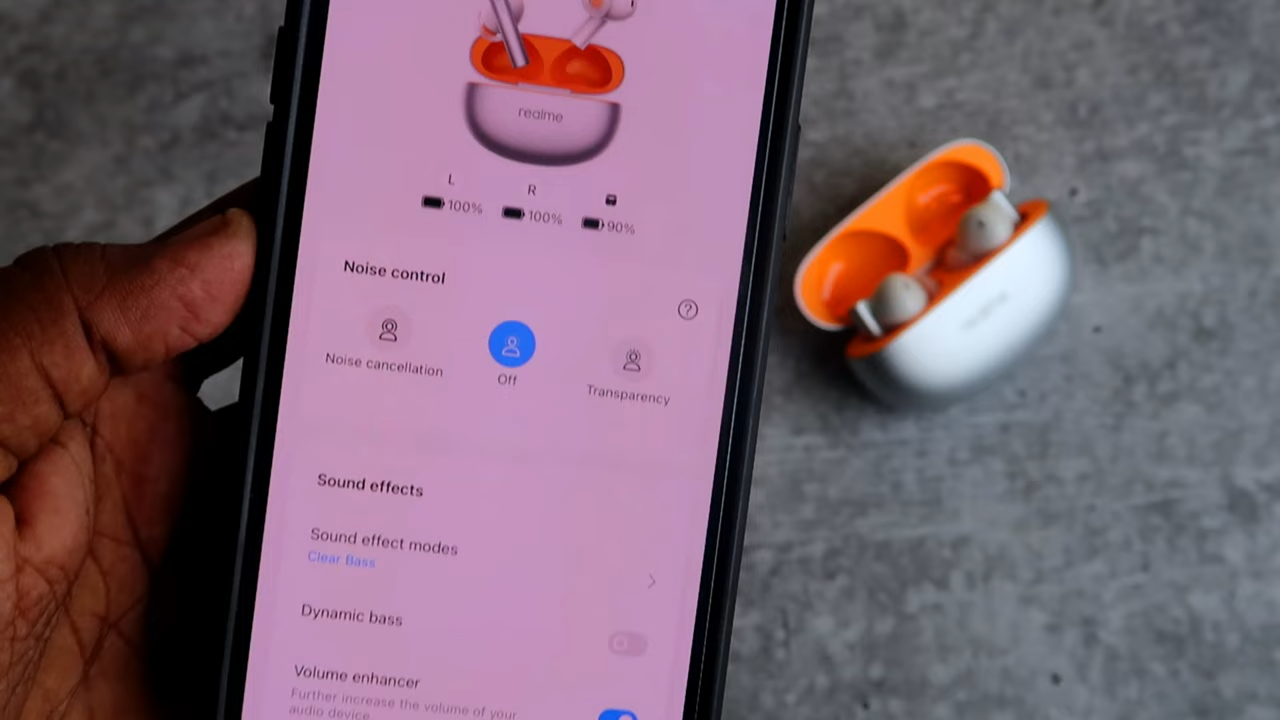 realme
L
R
100%
100%
90%
Noise control
Noise cancellation
Off
Transparency
Sound effects
Sound effect modes
Clear Bass
Dynamic bass
Volume enhancer
Further increase the volume of your
audio device